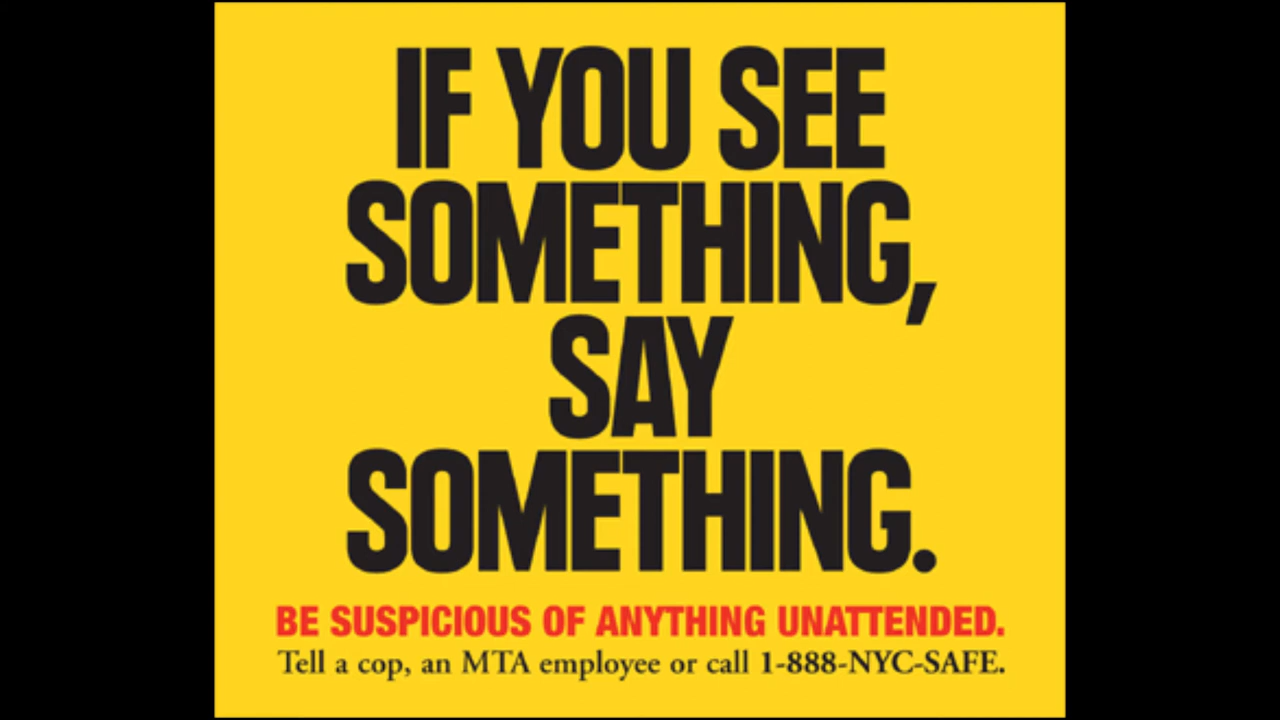 IF YOU SEE
SOMETHING,
SAY
SOMETHING.
BE SUSPICIOUS OF ANYTHING UNATTENDED.
Tell a cop, an MTA employee or call 1-888-NYC-SAFE.